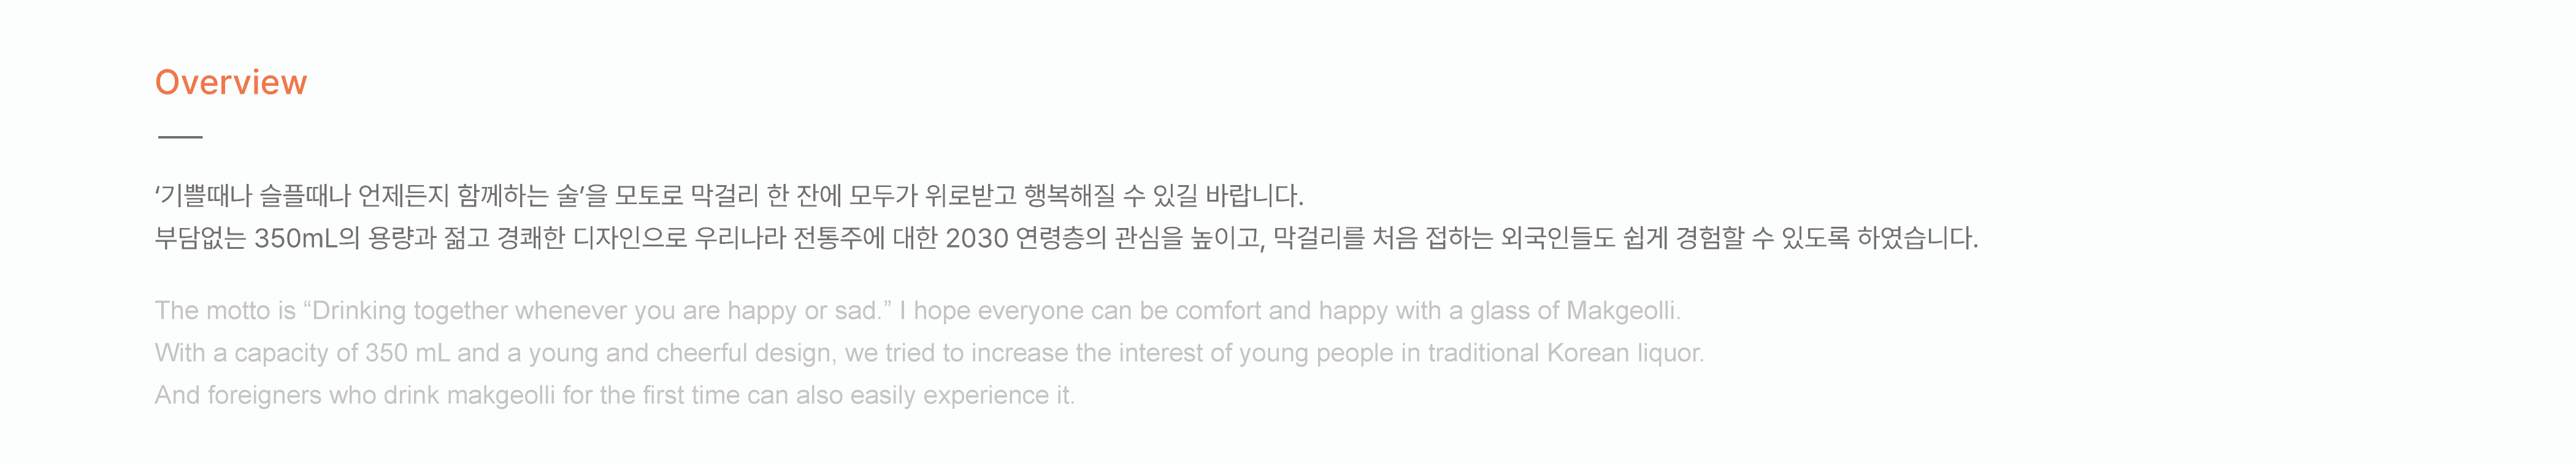 Overview
‘기쁠때나 슬플때나 언제든지 함께하는 술’을 모토로 막걸리 한 잔에 모두가 위로받고 행복해질 수 있길 바랍니다.
부담없는 350mL의 용량과 젊고 경쾌한 디자인으로 우리나라 전통주에 대한 2030 연령층의 관심을 높이고, 막걸리를 처음 접하는 외국인들도 쉽게 경험할 수 있도록 하였습니다.
The motto is “Drinking together whenever you are happy or sad.” I hope everyone can be comfort and happy with a glass of Makgeolli.
With a capacity of 350 mL and a young and cheerful design, we tried to increase the interest of young people in traditional Korean liquor.
And foreigners who drink makgeolli for the first time can also easily experience it.